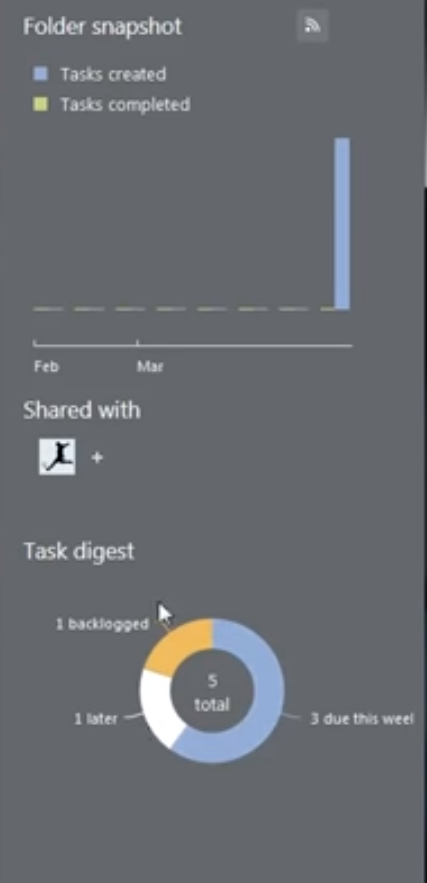 Folder snapshot
Tasks created
Tasks completed
Feb Mar
Shared with
+
Task digest
1 backlogged
5
total
1 later
3 due this weel